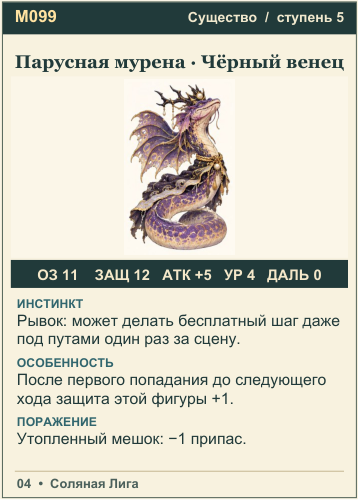 M099
Существо / ступень 5
Парусная мурена · Чёрный венец
ОЗ 11 ЗАЩ 12 АТК +5 УР 4 ДАЛЬ 0
ИНСТИНКТ
Рывок: может делать бесплатный шаг даже
под путами один раз за сцену.
ОСОБЕННОСТЬ
После первого попадания до следующего
хода защита этой фигуры +1.
ПОРАЖЕНИЕ
Утопленный мешок: −1 припас.
04 • Соляная Лига